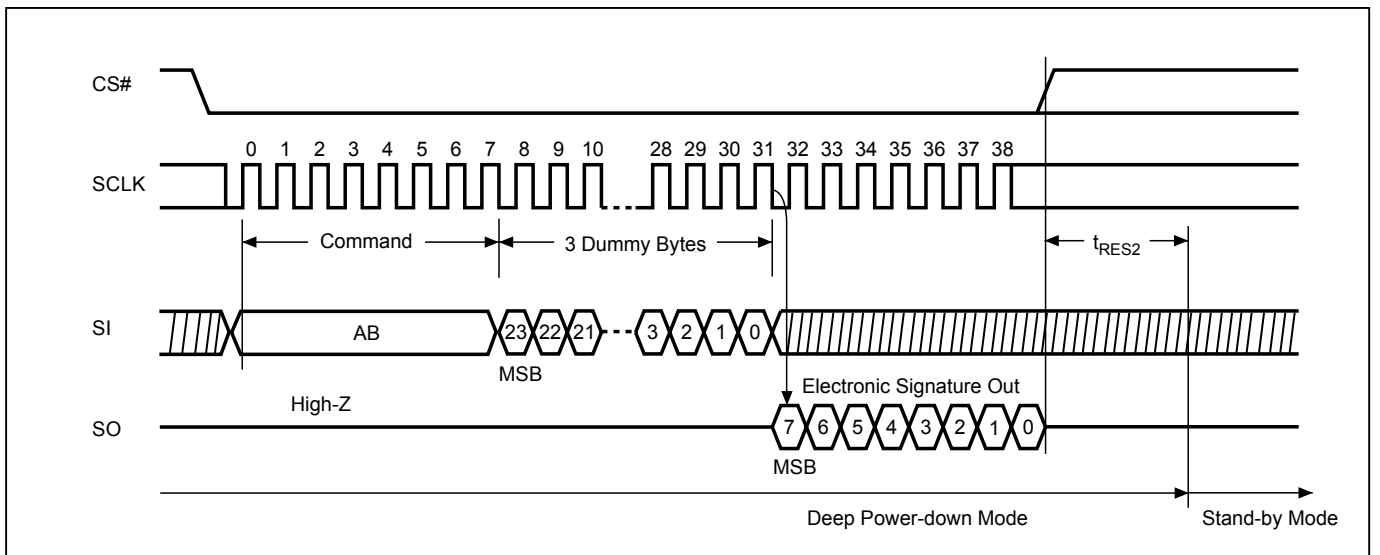 CS#
0 1 2 3 4 5 6 7 8 9 10 28 29 30 31 32 33 34 35 36 37 38
SCLK
Command 3 Dummy Bytes tRES2
SI AB 23 22 21 3 2 1 0
MSB
High-Z Electronic Signature Out
SO 7 6 5 4 3 2 1 0
MSB
Deep Power-down Mode Stand-by Mode